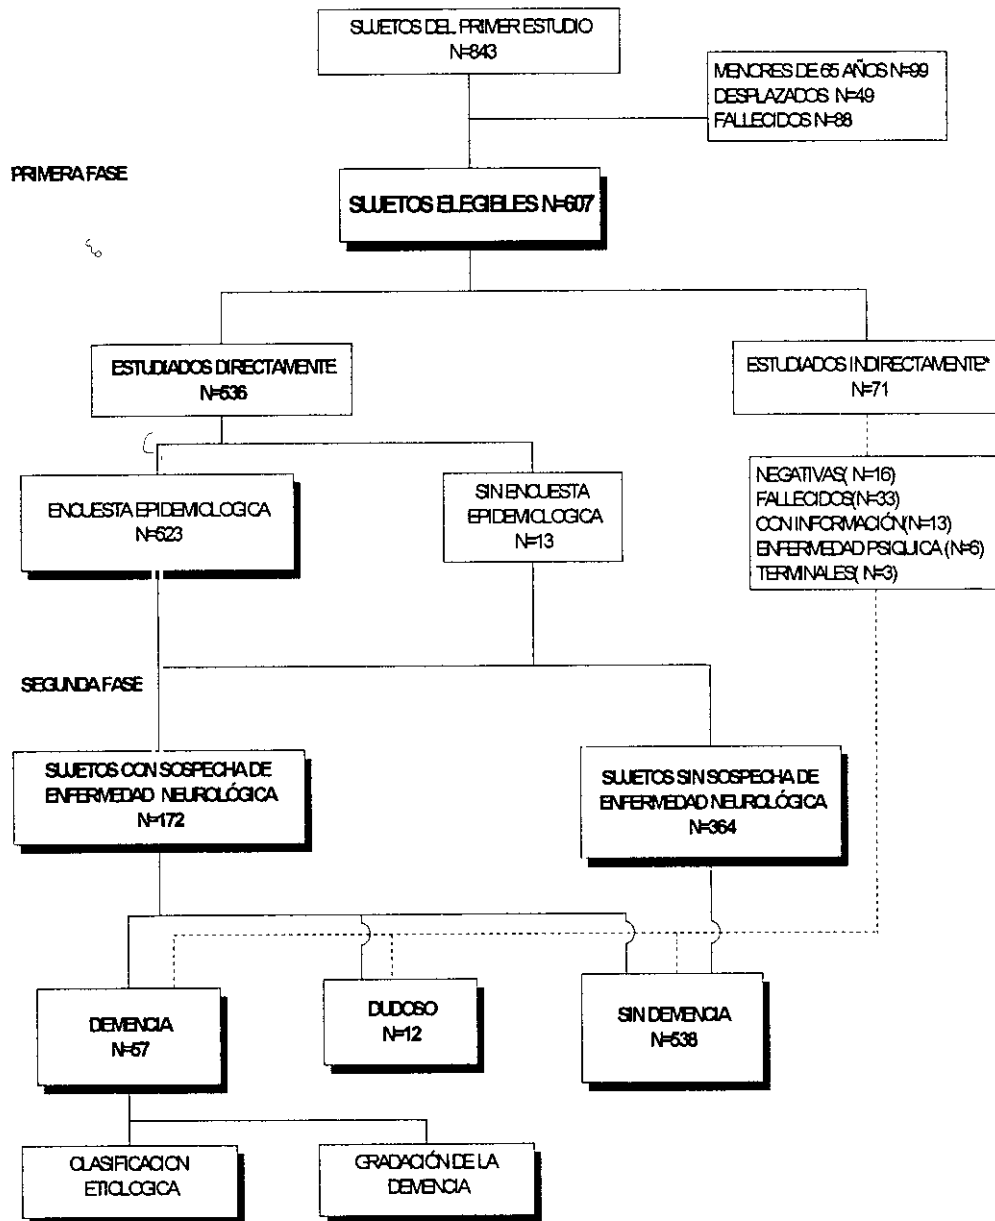 SUJETOS DEL PRIMER ESTUDIO
N=843
MENORES DE 65 AÑOS N=99
DESPLAZADOS N=49
FALLECIDOS N=88
PRIMERA FASE
SUJETOS ELEGIBLES N=607
ESTUDIADOS DIRECTAMENTE
N=536
ESTUDIADOS INDIRECTAMENTE*
N=71
ENCUESTA EPIDEMIOLOGICA
N=523
SIN ENCUESTA
EPIDEMIOLOGICA
N=13
NEGATIVAS( N=16)
FALLECIDOS(N=33)
CON INFORMACIÓN(N=13)
ENFERMEDAD PSIQUICA (N=6)
TERMINALES( N=3)
SEGUNDA FASE
SUJETOS CON SOSPECHA DE
ENFERMEDAD NEUROLÓGICA
N=172
SUJETOS SIN SOSPECHA DE
ENFERMEDAD NEUROLÓGICA
N=364
DEMENCIA
N=57
DUDOSO
N=12
SIN DEMENCIA
N=538
CLASIFICACION
ETIOLOGICA
GRADACIÓN DE LA
DEMENCIA